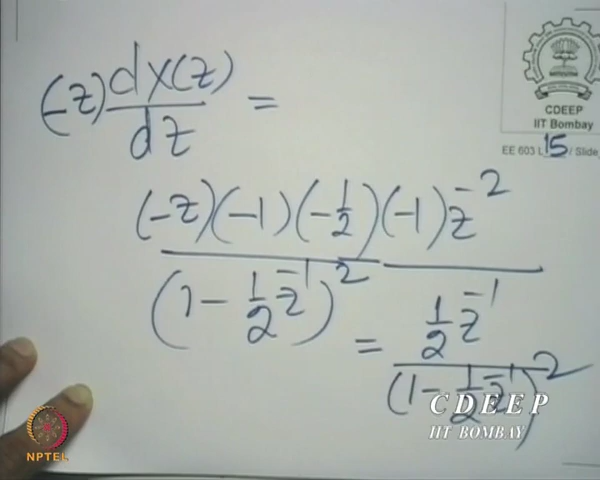 (-z) dX(z)/dz =
CDEEP
IIT Bombay
EE 603 L 15 / Slide
(-z)(-1)(-1/2)(-1)z^-2 / (1 - 1/2 z^-1)^2
= 1/2 z^-1 / (1 - 1/2 z^-1)^2
CDEEP
IIT BOMBAY
NPTEL